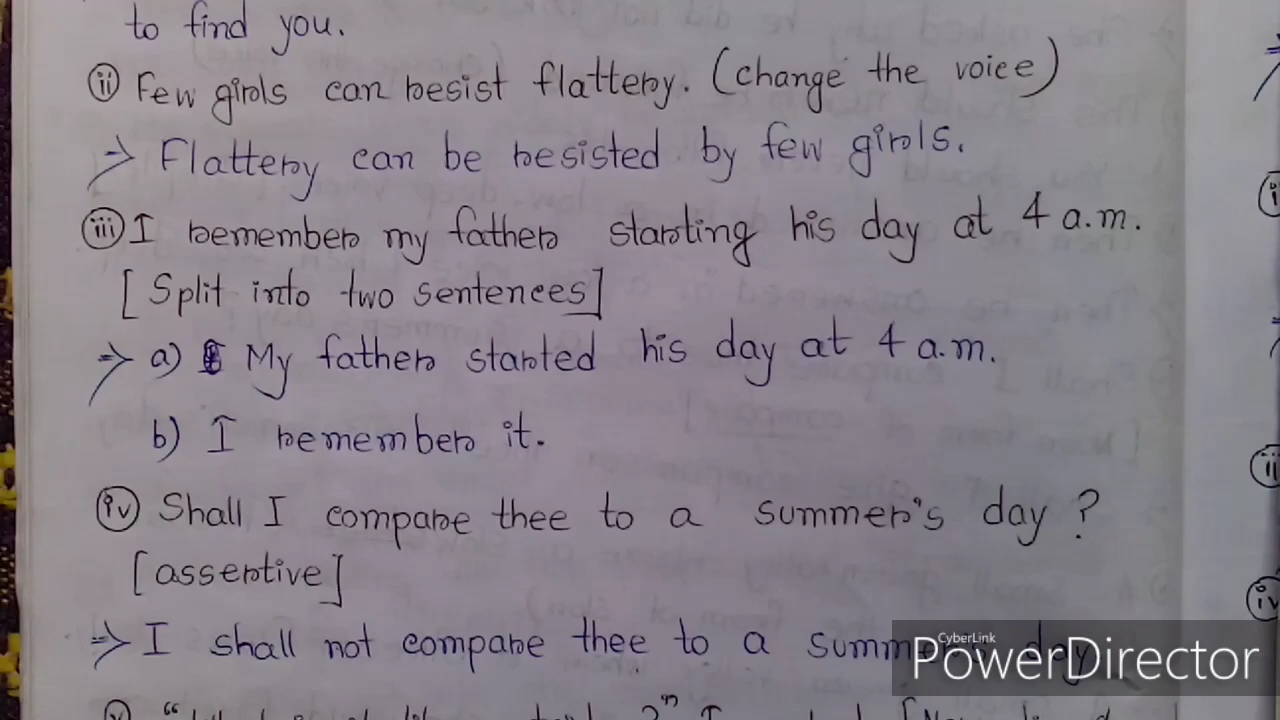 to find you.
ii Few girls can resist flattery. (change the voice)
⇒ Flattery can be resisted by few girls.
iii I remember my father starting his day at 4 a.m.
[Split into two sentences]
⇒ a) My father started his day at 4 a.m.
b) I remember it.
iv Shall I compare thee to a summer's day?
[assertive]
⇒ I shall not compare thee to a summer's day
CyberLink
PowerDirector